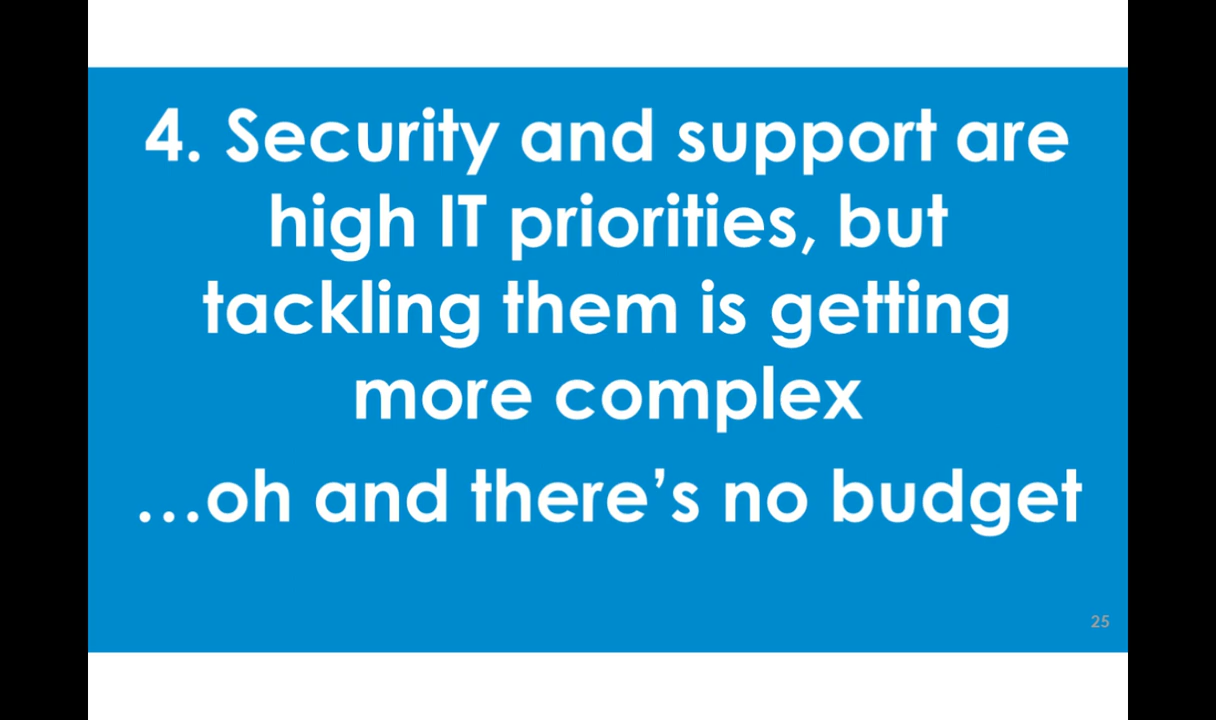 4. Security and support are
high IT priorities, but
tackling them is getting
more complex
…oh and there’s no budget
25